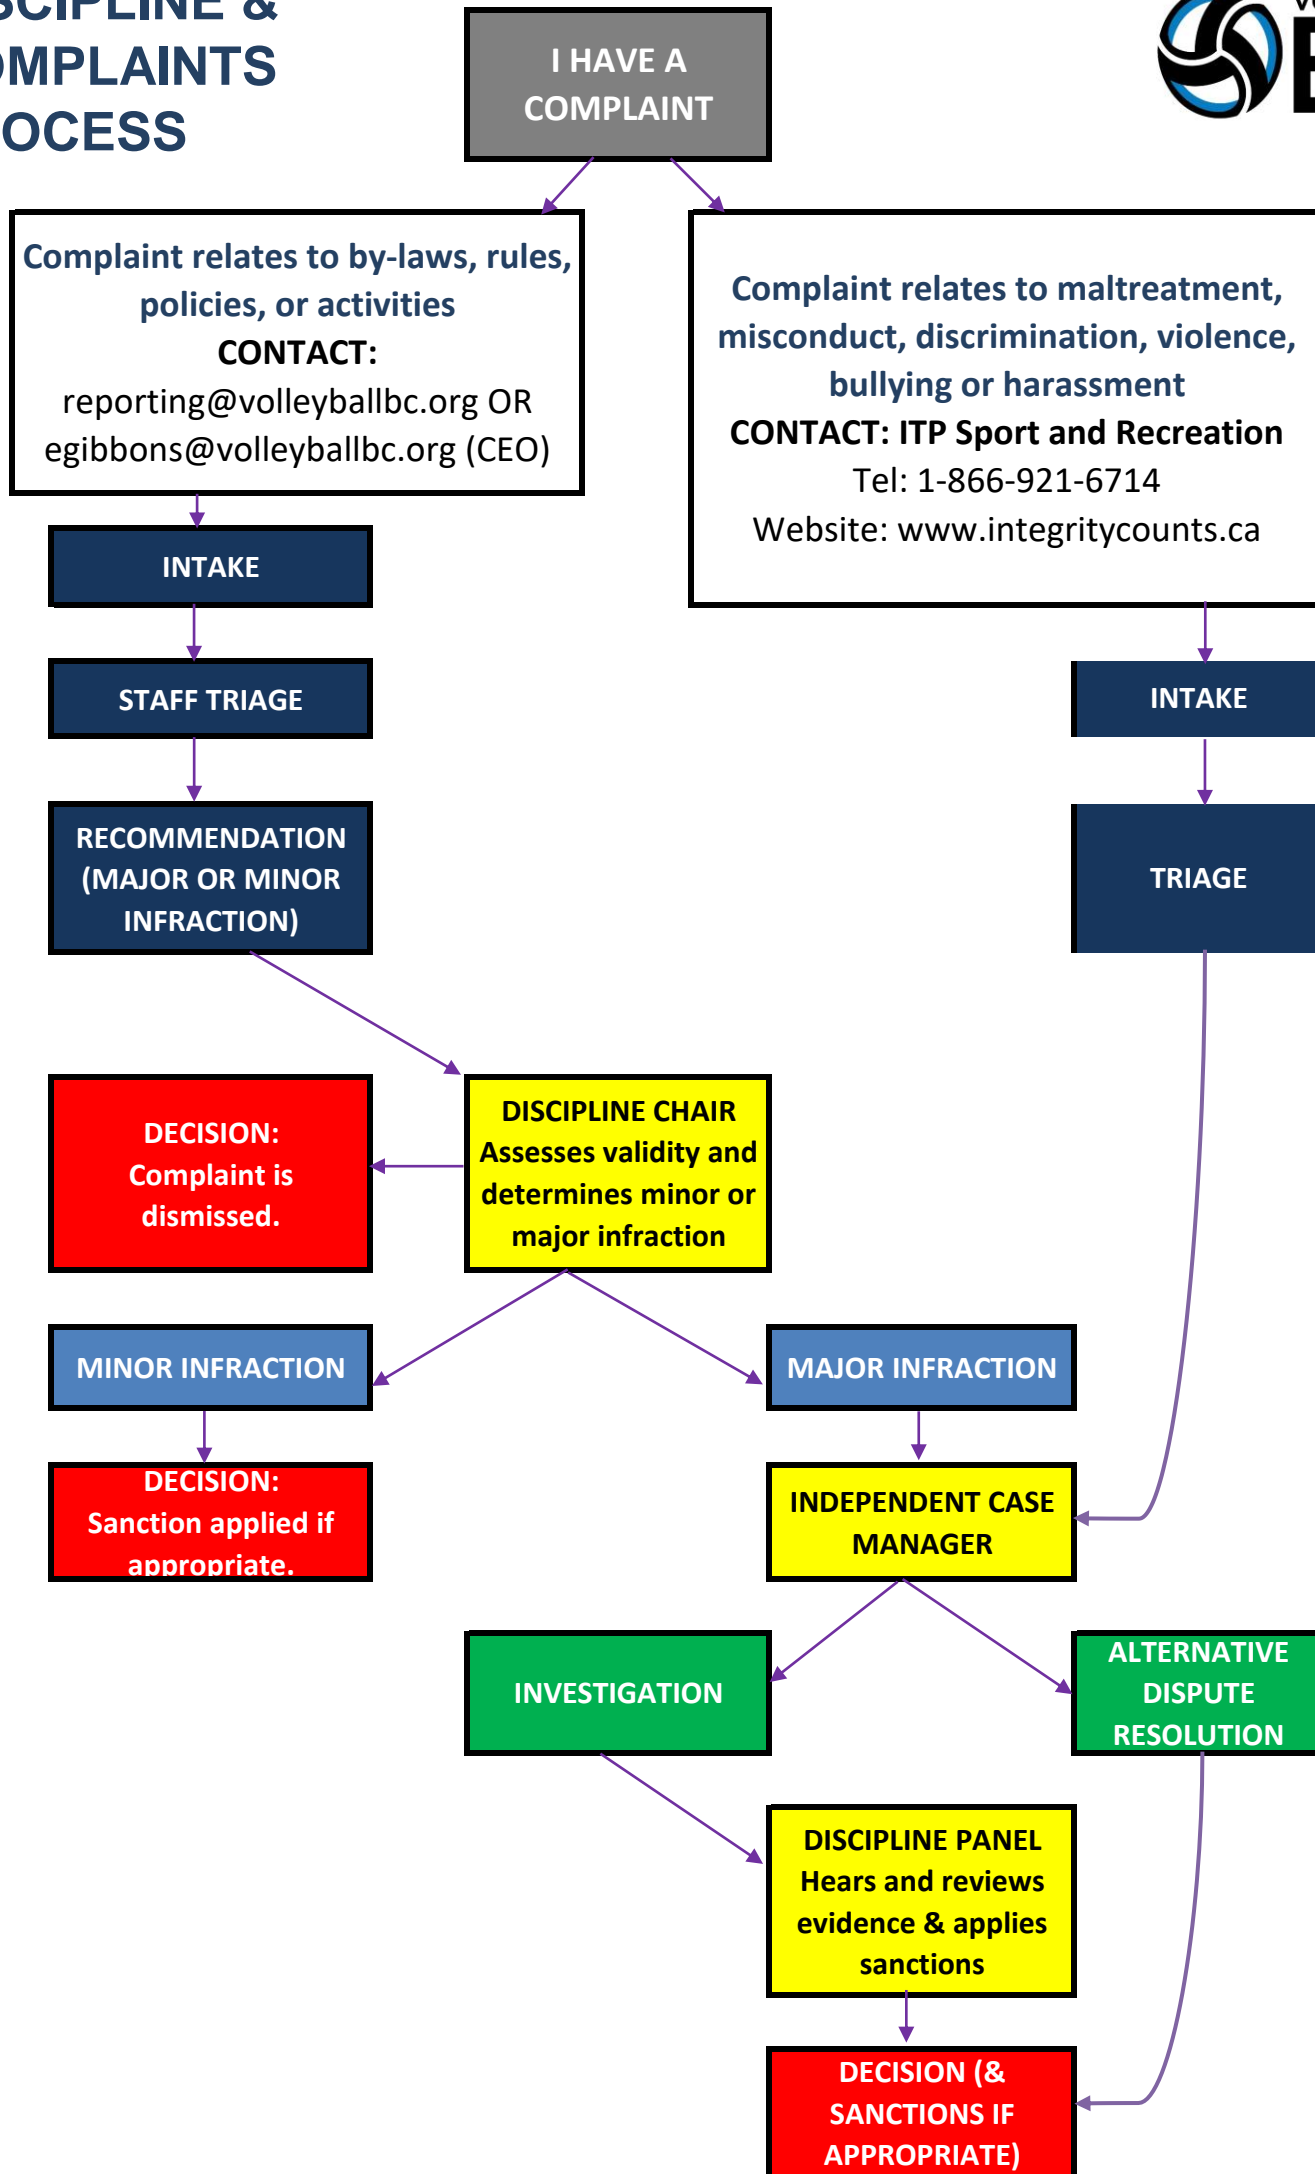 SCIPLINE &
OMPLAINTS
OCESS
I HAVE A
COMPLAINT
Complaint relates to by-laws, rules,
policies, or activities
CONTACT:
reporting@volleyballbc.org OR
egibbons@volleyballbc.org (CEO)
Complaint relates to maltreatment,
misconduct, discrimination, violence,
bullying or harassment
CONTACT: ITP Sport and Recreation
Tel: 1-866-921-6714
Website: www.integritycounts.ca
INTAKE
STAFF TRIAGE
INTAKE
RECOMMENDATION
(MAJOR OR MINOR
INFRACTION)
TRIAGE
DECISION:
Complaint is
dismissed.
DISCIPLINE CHAIR
Assesses validity and
determines minor or
major infraction
MINOR INFRACTION
MAJOR INFRACTION
DECISION:
Sanction applied if
appropriate.
INDEPENDENT CASE
MANAGER
INVESTIGATION
ALTERNATIVE
DISPUTE
RESOLUTION
DISCIPLINE PANEL
Hears and reviews
evidence & applies
sanctions
DECISION (&
SANCTIONS IF
APPROPRIATE)